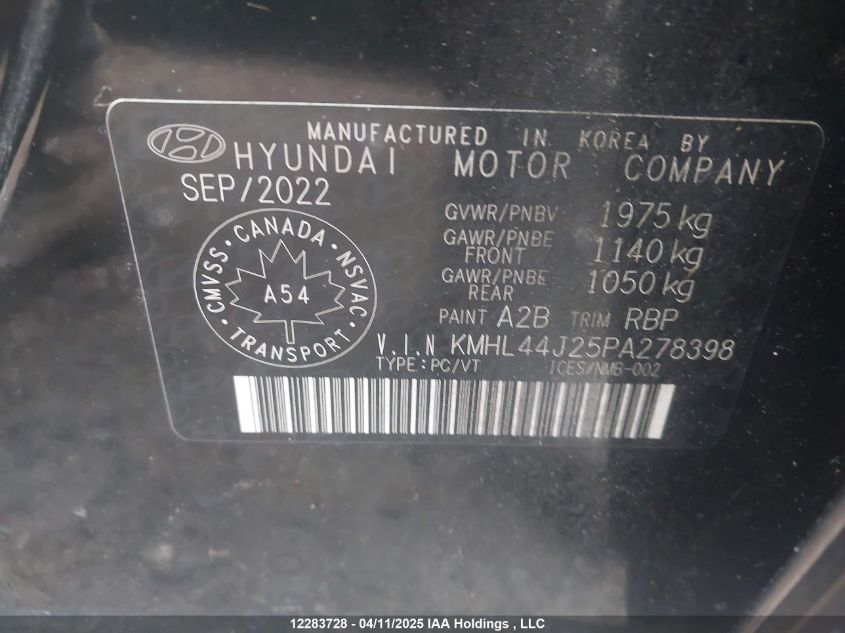 MANUFACTURED IN KOREA BY
HYUNDAI MOTOR COMPANY
SEP/2022
GVWR/PNBV 1975 kg
GAWR/PNBE FRONT 1140 kg
GAWR/PNBE REAR 1050 kg
CANADA
CMVSS · NSVAC
A54
TRANSPORT
PAINT A2B TRIM RBP
V.I.N KMHL44J25PA278398
TYPE:PC/VT ICES/NMB-002
12283728 - 04/11/2025 IAA Holdings , LLC